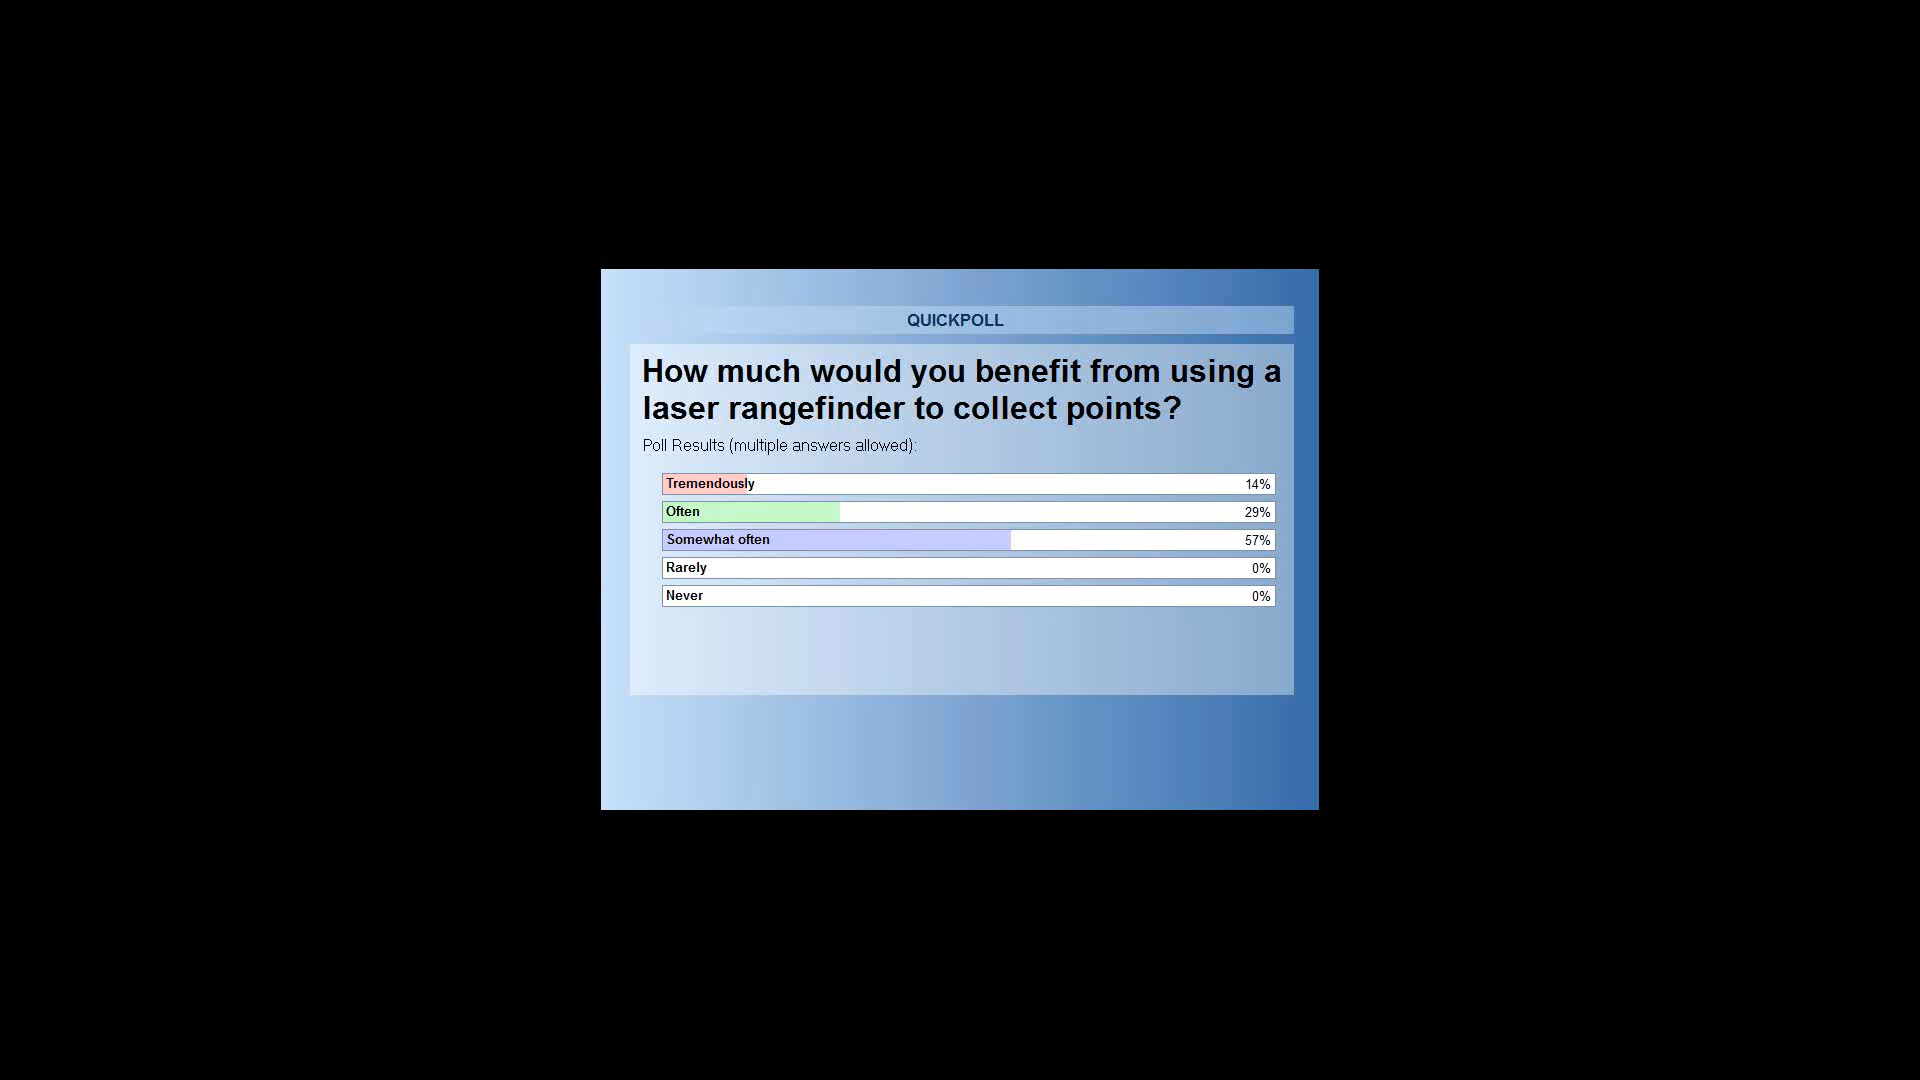 QUICKPOLL
How much would you benefit from using a
laser rangefinder to collect points?
Poll Results (multiple answers allowed):
Tremendously 14%
Often 29%
Somewhat often 57%
Rarely 0%
Never 0%